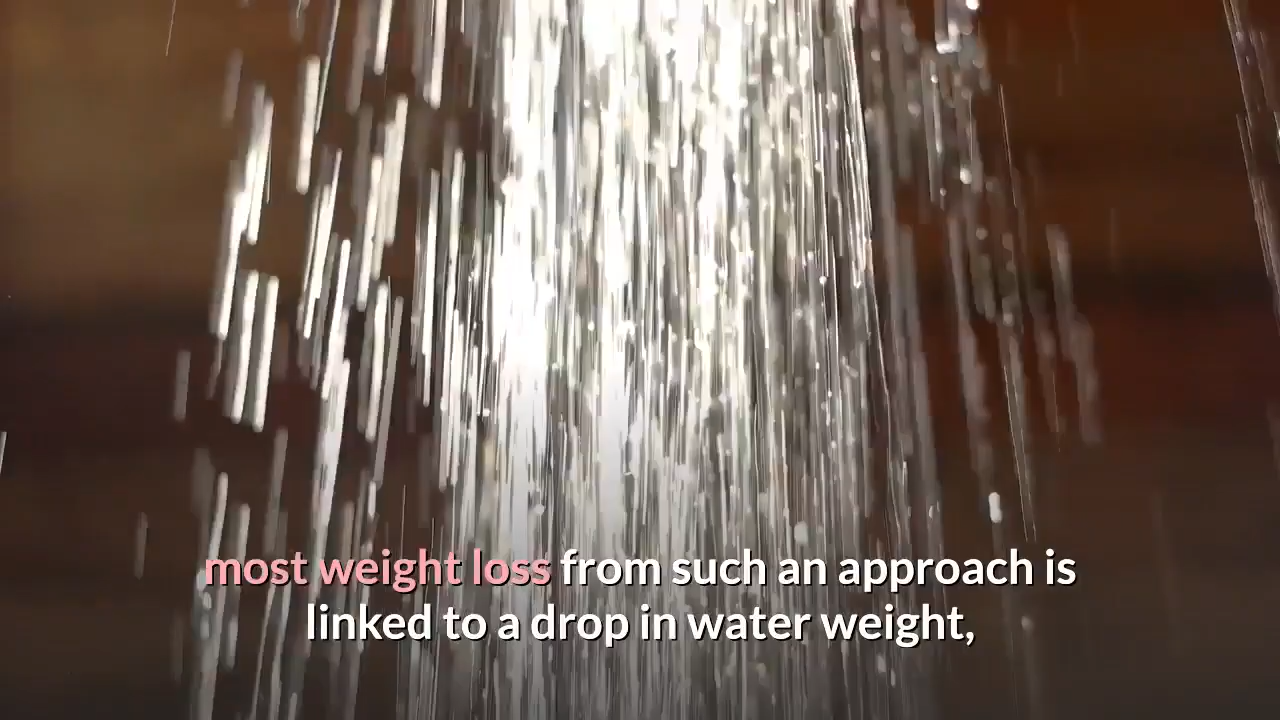 most weight loss from such an approach is
linked to a drop in water weight,